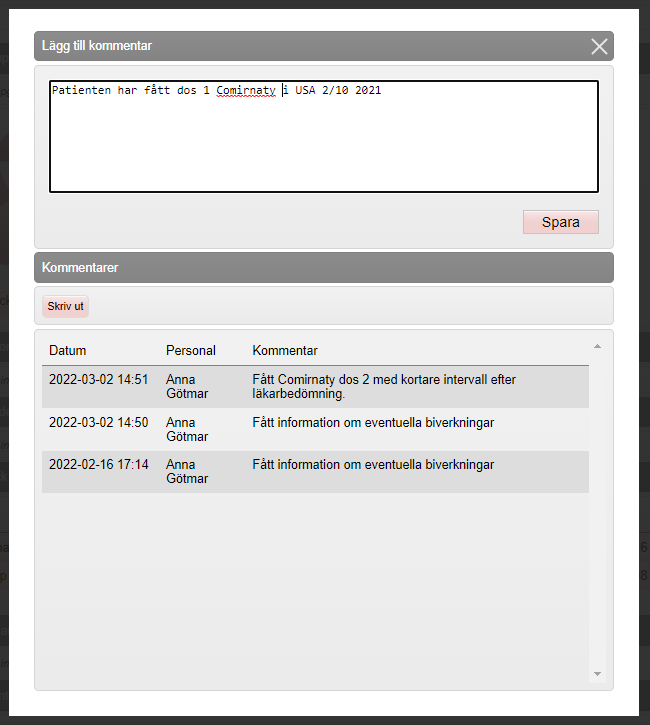 Lägg till kommentar
Patienten har fått dos 1 Comirnaty i USA 2/10 2021
Spara
Kommentarer
Skriv ut
Datum Personal Kommentar
2022-03-02 14:51 Anna Fått Comirnaty dos 2 med kortare intervall efter
Götmar läkarbedömning.
2022-03-02 14:50 Anna Fått information om eventuella biverkningar
Götmar
2022-02-16 17:14 Anna Fått information om eventuella biverkningar
Götmar